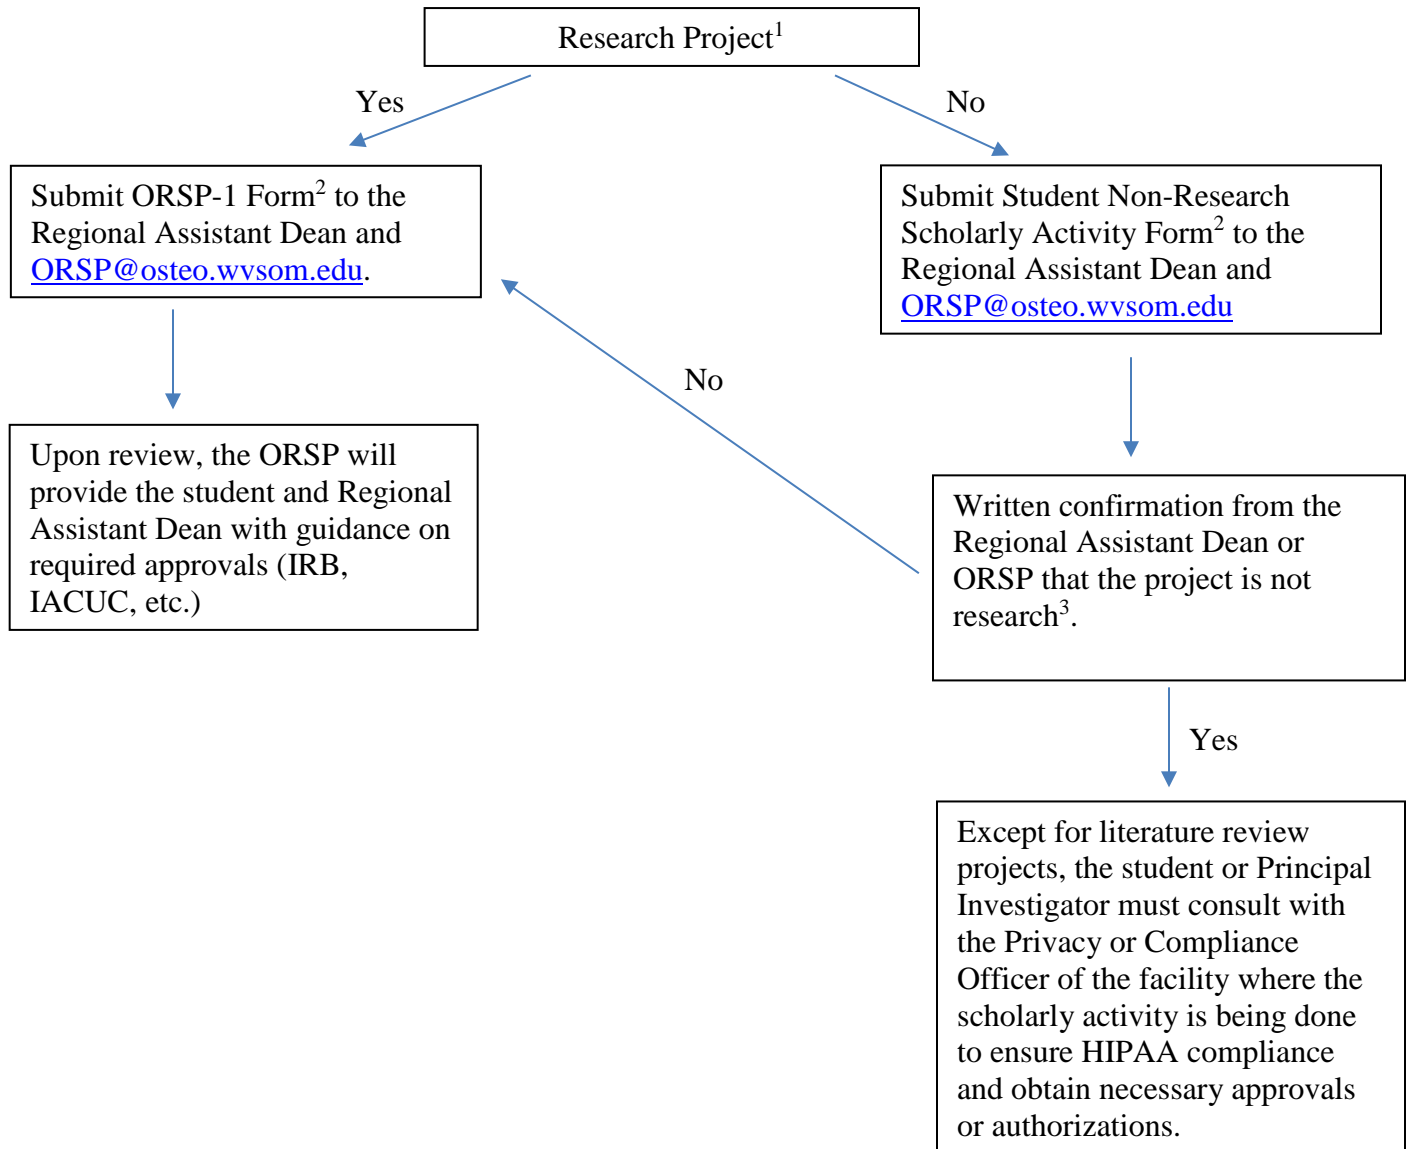 Research Project¹
Yes
No
Submit ORSP-1 Form² to the
Regional Assistant Dean and
ORSP@osteo.wvsom.edu.
Submit Student Non-Research
Scholarly Activity Form² to the
Regional Assistant Dean and
ORSP@osteo.wvsom.edu
No
Upon review, the ORSP will
provide the student and Regional
Assistant Dean with guidance on
required approvals (IRB,
IACUC, etc.)
Written confirmation from the
Regional Assistant Dean or
ORSP that the project is not
research³.
Yes
Except for literature review
projects, the student or Principal
Investigator must consult with
the Privacy or Compliance
Officer of the facility where the
scholarly activity is being done
to ensure HIPAA compliance
and obtain necessary approvals
or authorizations.